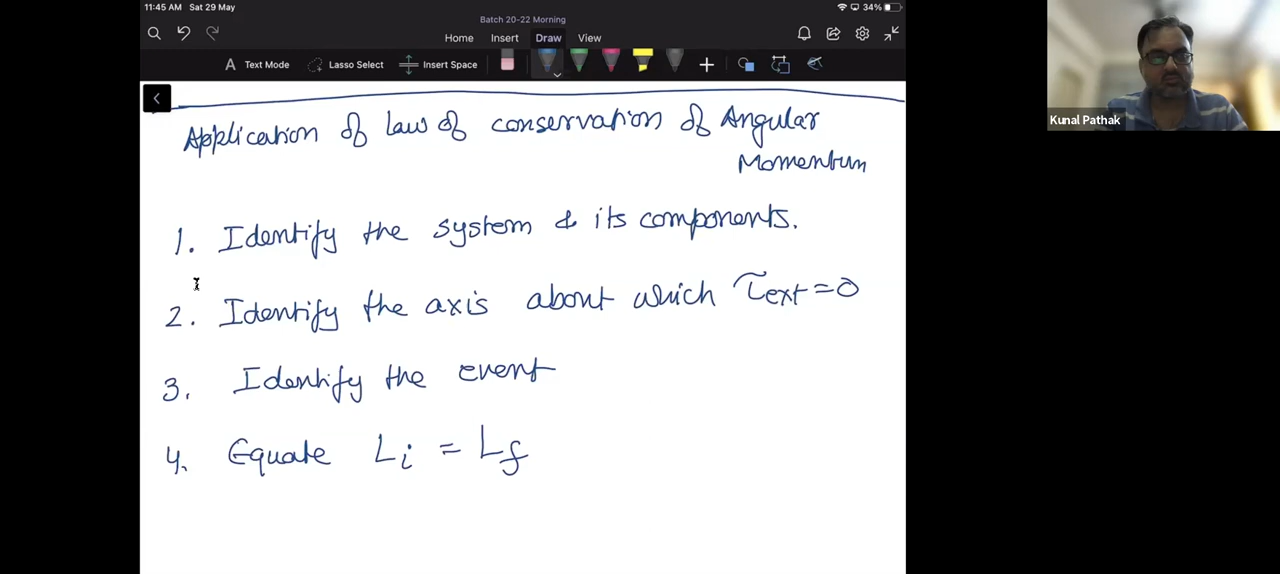 11:45 AM Sat 29 May
34%
Batch 20-22 Morning
Home Insert Draw View
A Text Mode Lasso Select Insert Space
Kunal Pathak
Application of law of conservation of Angular
Momentum
1. Identify the system & its components.
2. Identify the axis about which τext=0
3. Identify the event
4. Equate Li = Lf